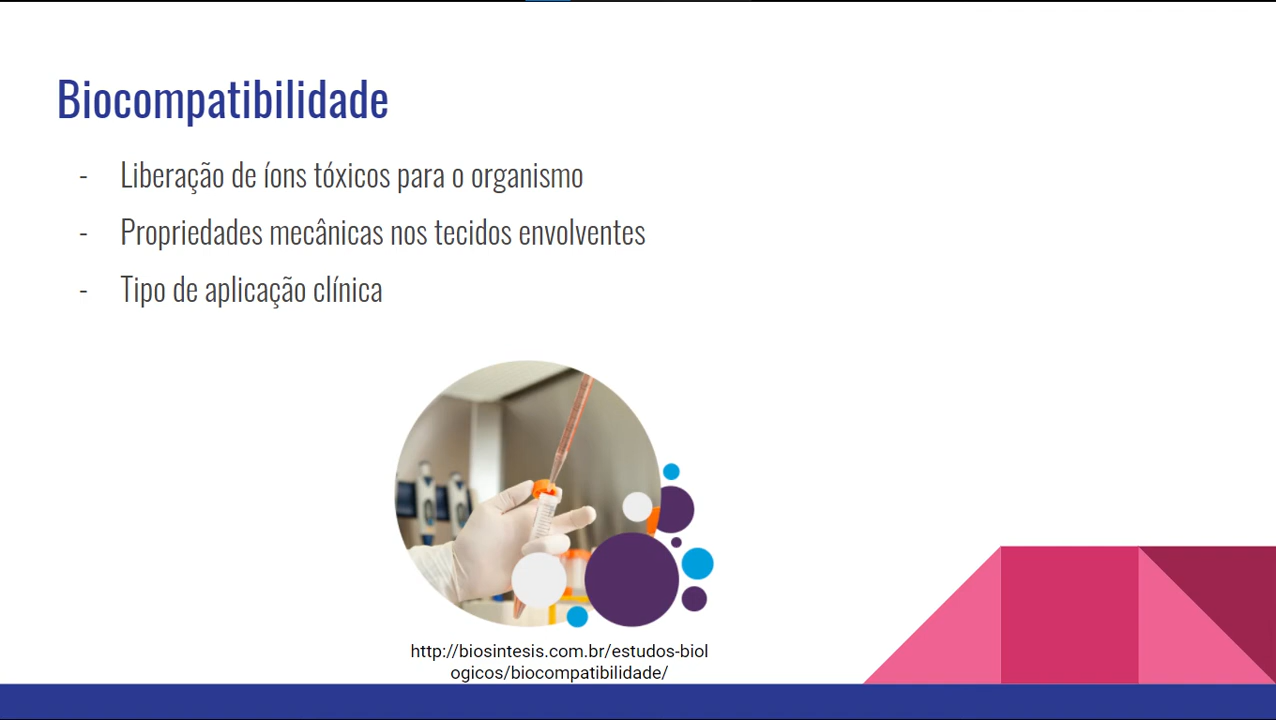 Biocompatibilidade
- Liberação de íons tóxicos para o organismo
- Propriedades mecânicas nos tecidos envolventes
- Tipo de aplicação clínica
http://biosintesis.com.br/estudos-biol
ogicos/biocompatibilidade/